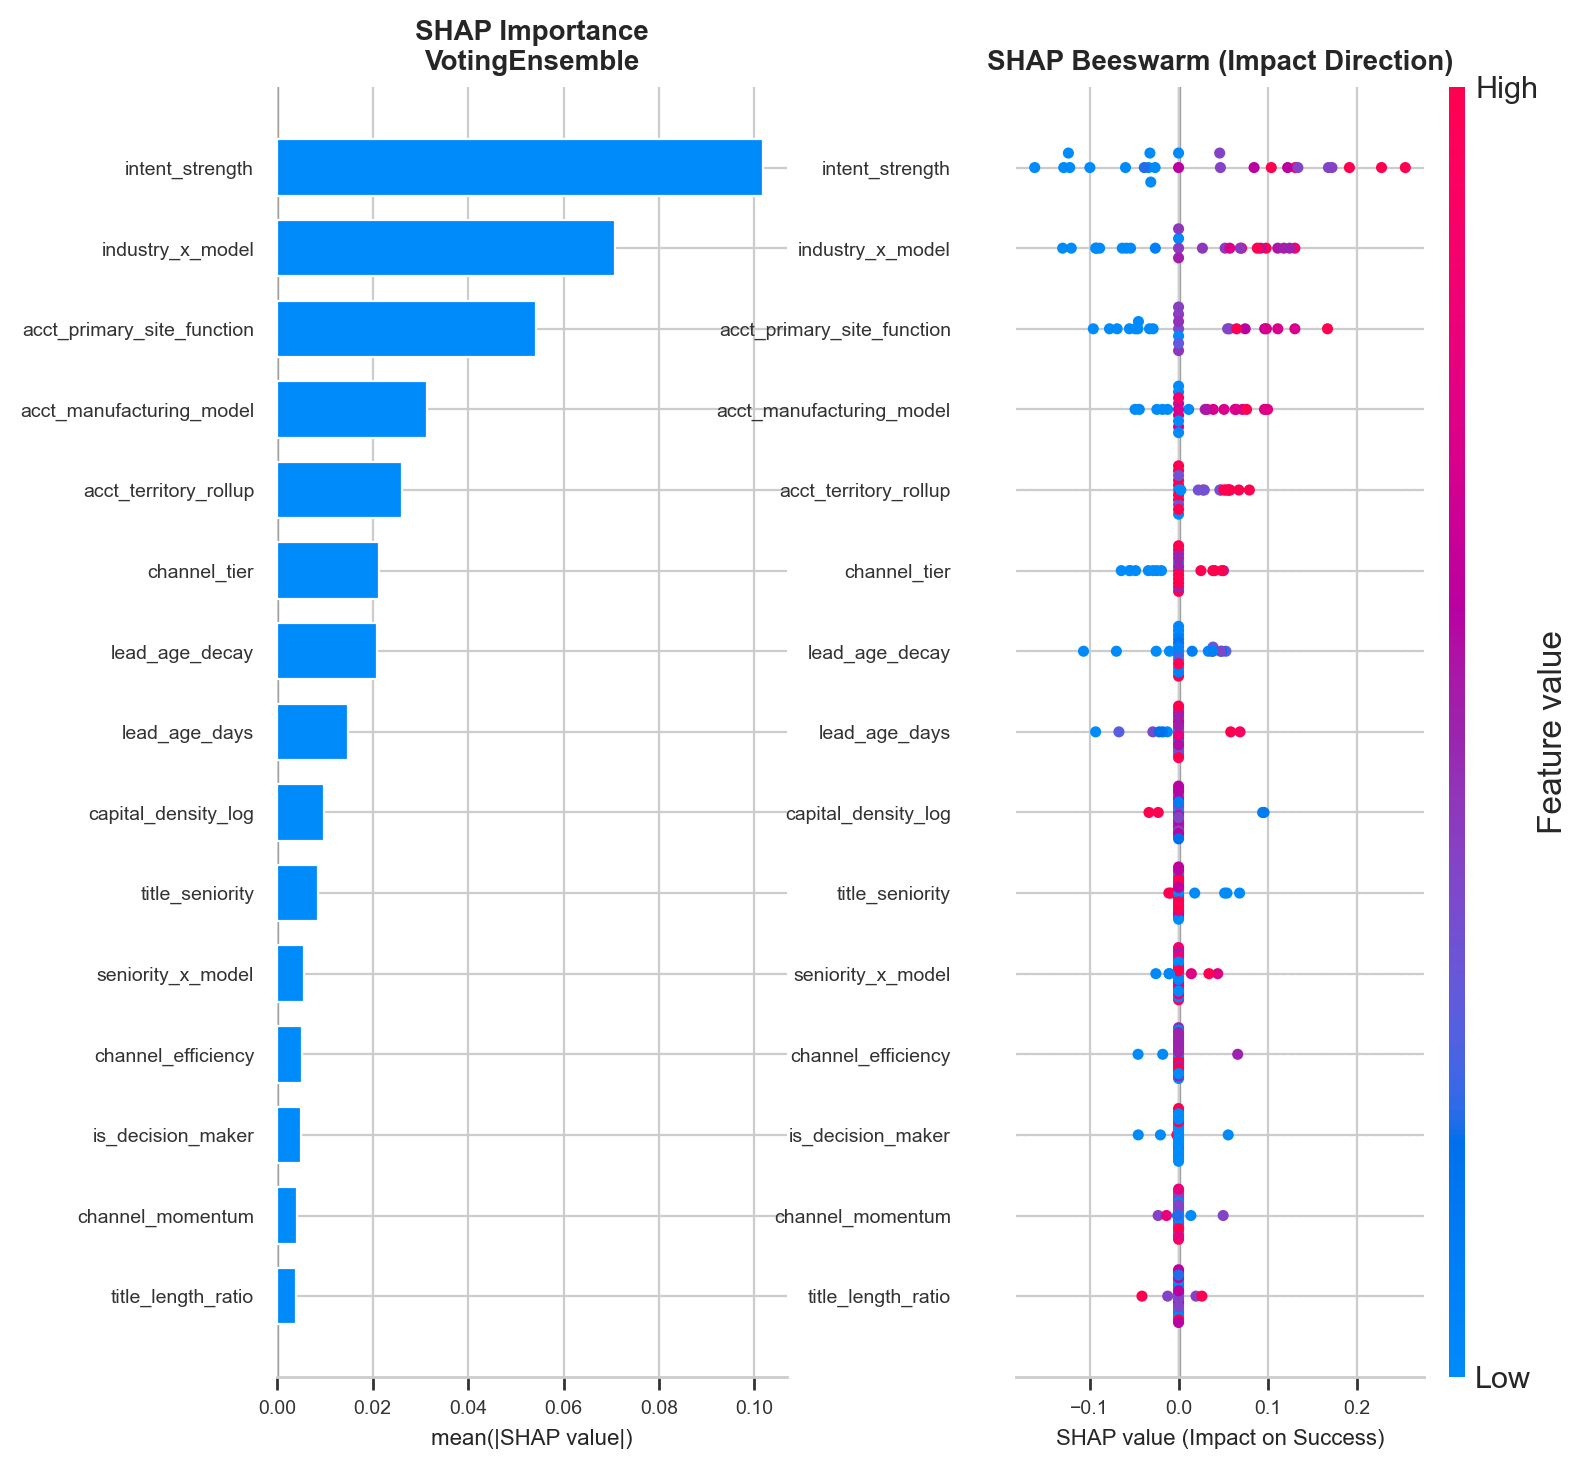 SHAP Importance
VotingEnsemble
intent_strength
industry_x_model
acct_primary_site_function
acct_manufacturing_model
acct_territory_rollup
channel_tier
lead_age_decay
lead_age_days
capital_density_log
title_seniority
seniority_x_model
channel_efficiency
is_decision_maker
channel_momentum
title_length_ratio
0.00 0.02 0.04 0.06 0.08 0.10
mean(|SHAP value|)
SHAP Beeswarm (Impact Direction)
intent_strength
industry_x_model
acct_primary_site_function
acct_manufacturing_model
acct_territory_rollup
channel_tier
lead_age_decay
lead_age_days
capital_density_log
title_seniority
seniority_x_model
channel_efficiency
is_decision_maker
channel_momentum
title_length_ratio
−0.1 0.0 0.1 0.2
SHAP value (Impact on Success)
High
Feature value
Low